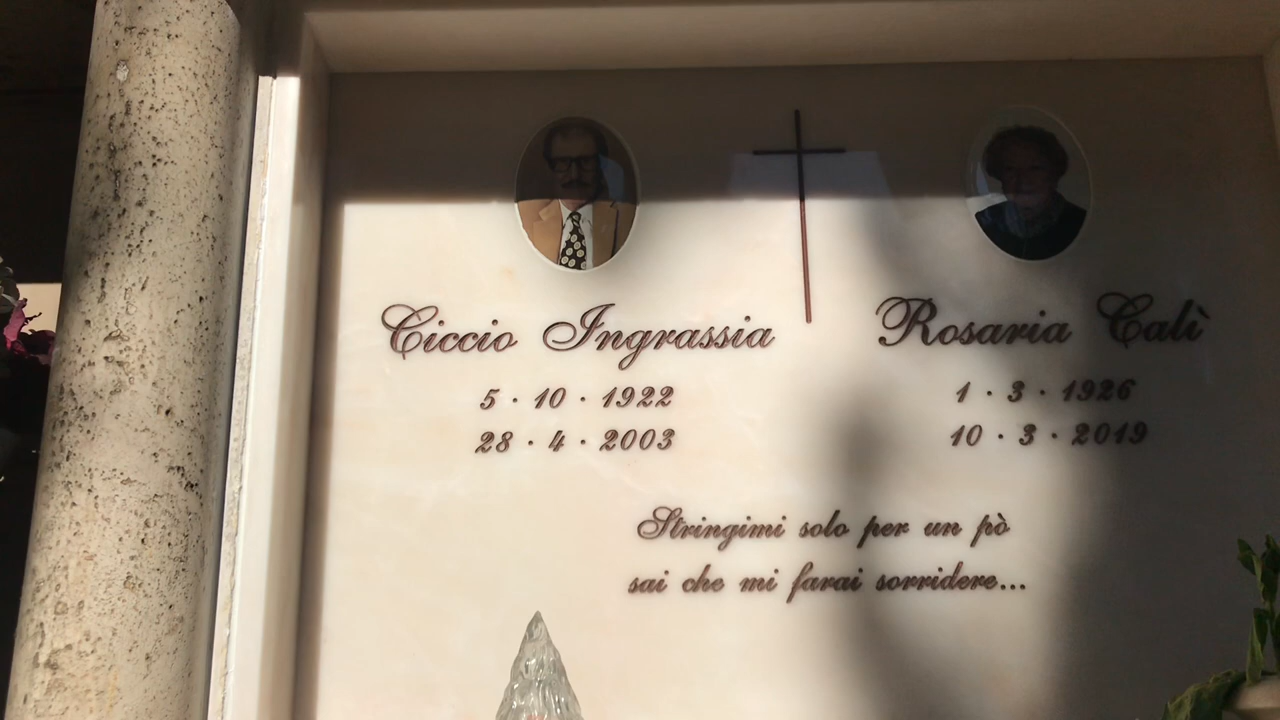 Ciccio Ingrassia
5 · 10 · 1922
28 · 4 · 2003
Rosaria Calì
1 · 3 · 1926
10 · 3 · 2019
Stringimi solo per un pò
sai che mi farai sorridere...